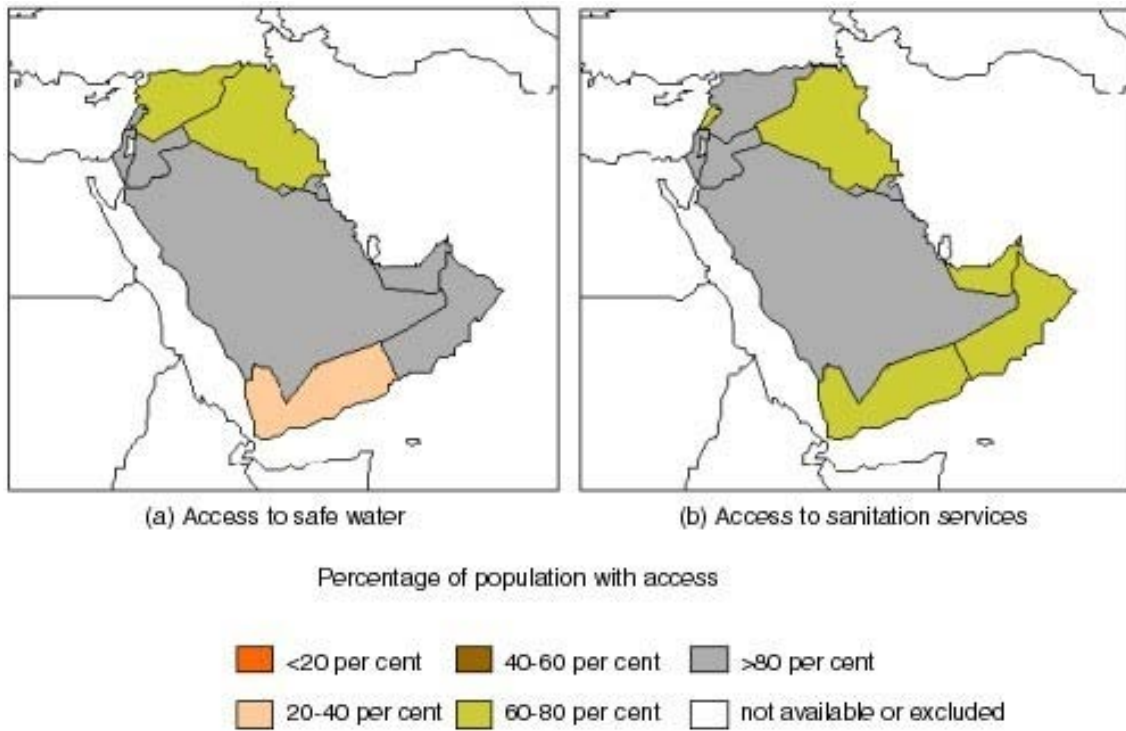 (a) Access to safe water
(b) Access to sanitation services
Percentage of population with access
<20 per cent
40-60 per cent
>80 per cent
20-40 per cent
60-80 per cent
not available or excluded